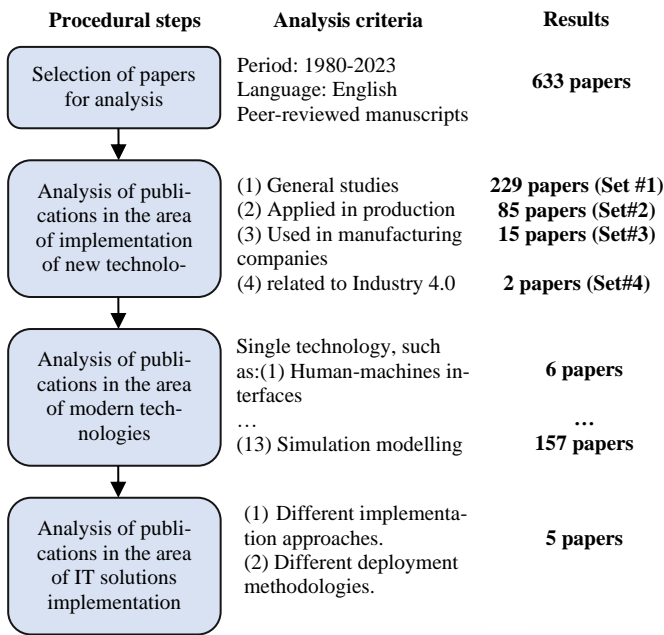 Procedural steps
Analysis criteria
Results
Selection of papers
for analysis
Period: 1980-2023
Language: English
Peer-reviewed manuscripts
633 papers
Analysis of publi-
cations in the area
of implementation
of new technolo-
(1) General studies
(2) Applied in production
(3) Used in manufacturing
companies
(4) related to Industry 4.0
229 papers (Set #1)
85 papers (Set#2)
15 papers (Set#3)
2 papers (Set#4)
Analysis of publi-
cations in the area
of modern tech-
nologies
Single technology, such
as:(1) Human-machines in-
terfaces
…
(13) Simulation modelling
6 papers
…
157 papers
Analysis of publi-
cations in the area
of IT solutions
implementation
(1) Different implementa-
tion approaches.
(2) Different deployment
methodologies.
5 papers